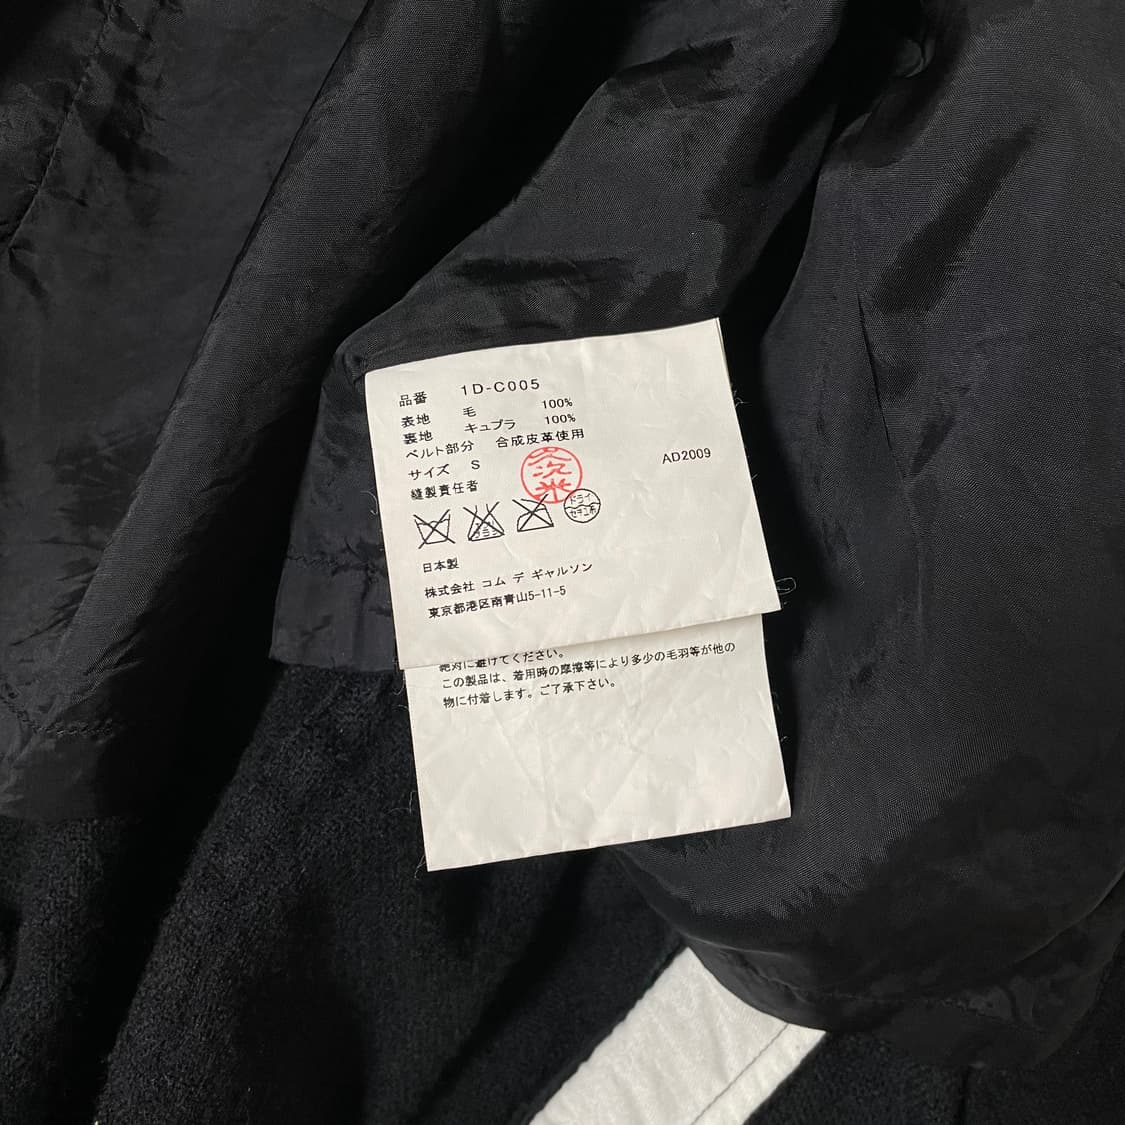 品番 1D-C005
表地 毛 100%
裏地 キュプラ 100%
ベルト部分 合成皮革使用
サイズ S
AD2009
縫製責任者
ドライ
セキユ系
日本製
株式会社 コム デ ギャルソン
東京都港区南青山5-11-5
絶対に避けてください。
この製品は、着用時の摩擦等により多少の毛羽等が他の
物に付着します。ご了承下さい。